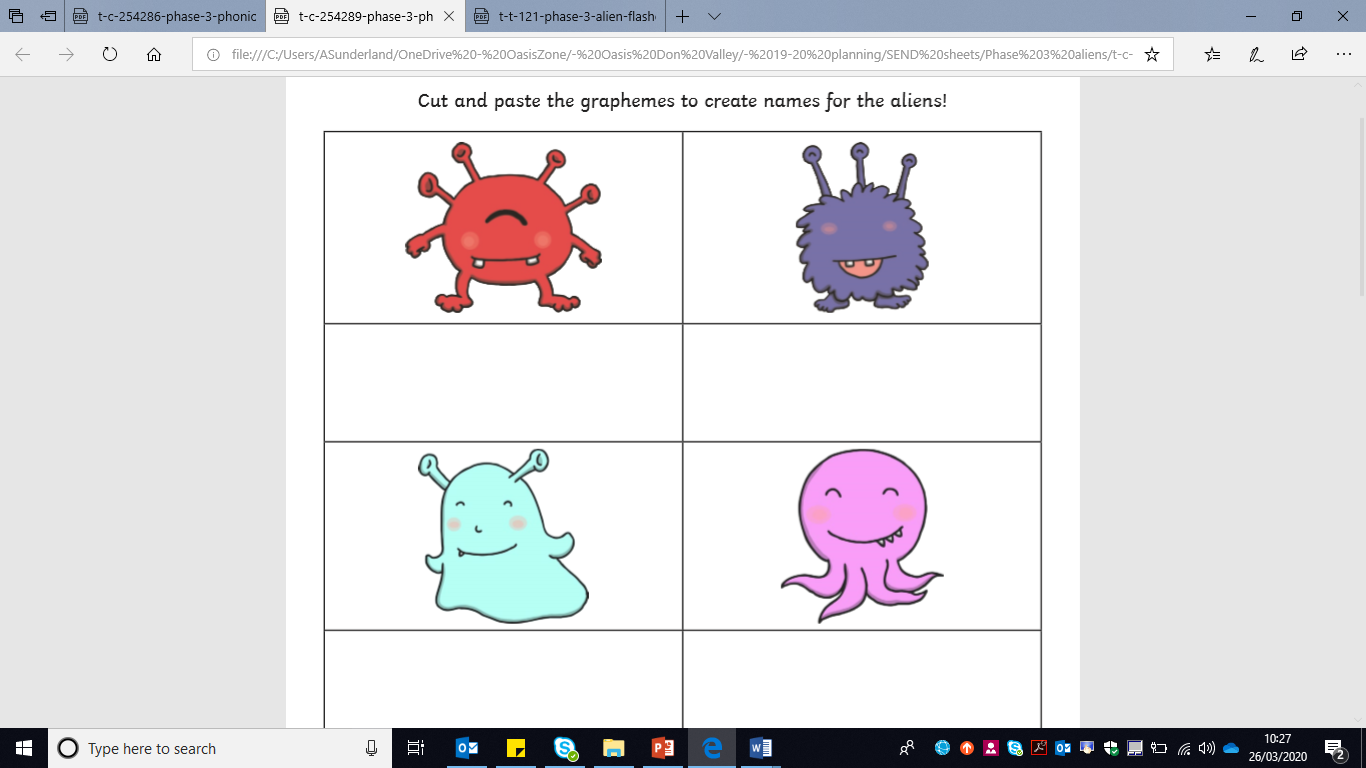 t-c-254286-phase-3-phonic
t-c-254289-phase-3-ph
t-t-121-phase-3-alien-flash
file:///C:/Users/ASunderland/OneDrive%20-%20OasisZone/-%20Oasis%20Don%20Valley/-%2019-20%20planning/SEND%20sheets/Phase%203%20aliens/t-c-
Cut and paste the graphemes to create names for the aliens!
Type here to search
10:27
26/03/2020
2